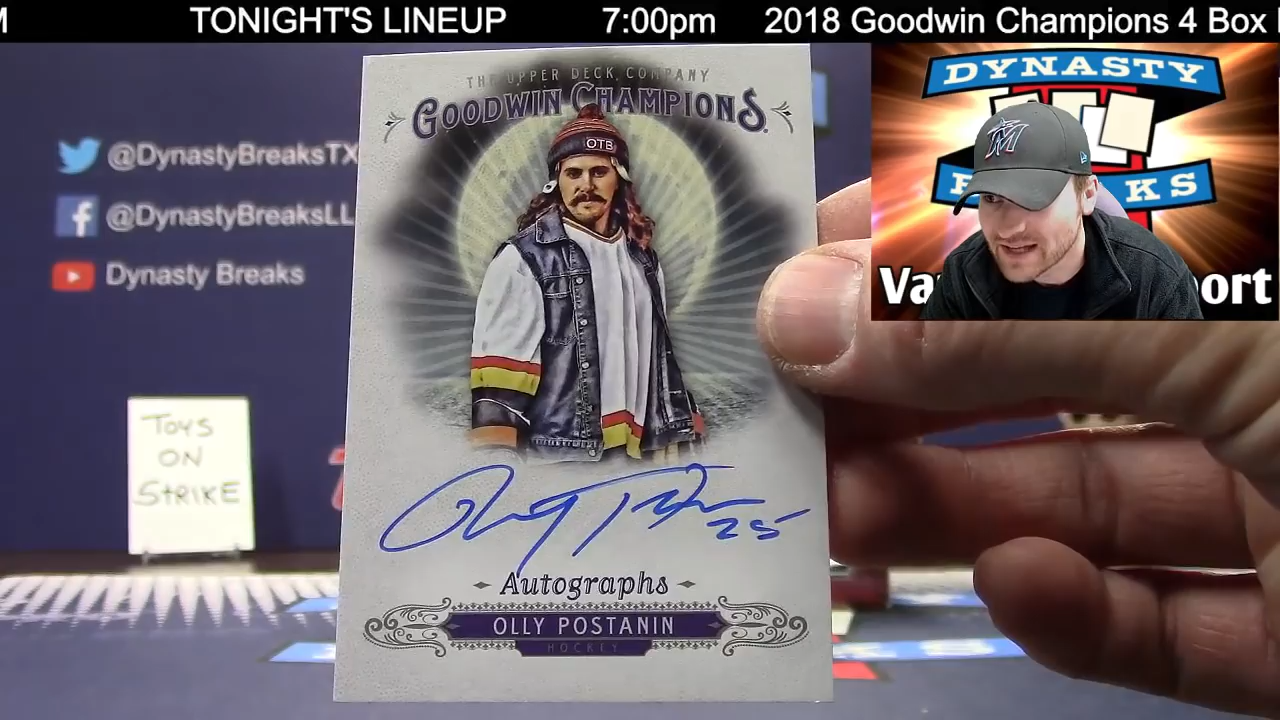 M TONIGHT'S LINEUP 7:00pm 2018 Goodwin Champions 4 Box
@DynastyBreaksTX
@DynastyBreaksLL
Dynasty Breaks
TOYS
ON
STRIKE
THE UPPER DECK COMPANY
GOODWIN CHAMPIONS
OTB
25
Autographs
OLLY POSTANIN
HOCKEY
DYNASTY
M
KS
Va ort